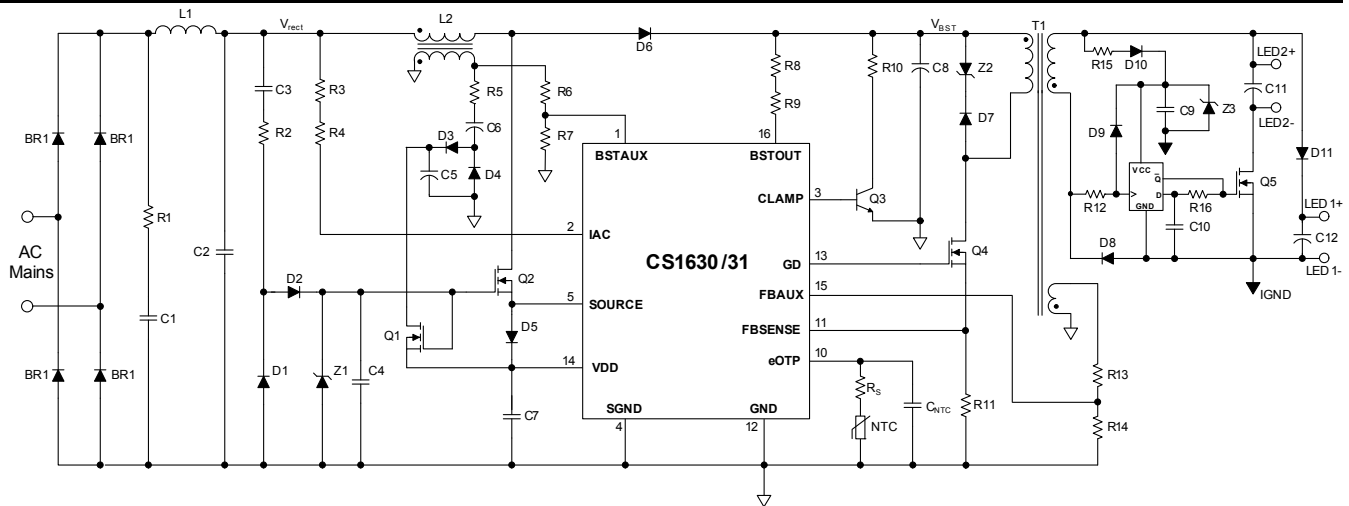 L1
Vrect
L2
D6
VBST
T1
LED2+
R15
D10
C11
LED2-
C3
R3
R5
R6
R8
R10
C8
Z2
C9
Z3
BR1
BR1
R2
R4
C6
D3
R7
R9
D7
D9
D11
1
16
BSTAUX
BSTOUT
C5
D4
VCC
Q
D
GND
R12
R16
Q5
C10
CLAMP
3
Q3
R1
LED1+
C12
LED1-
2
IAC
AC
Mains
C2
CS1630/31
GD
13
Q4
D8
D2
Q2
FBAUX
15
IGND
5
SOURCE
C1
Q1
D5
FBSENSE
11
eOTP
10
14
VDD
BR1
BR1
D1
Z1
C4
RS
CNTC
R11
R13
C7
SGND
GND
NTC
R14
4
12